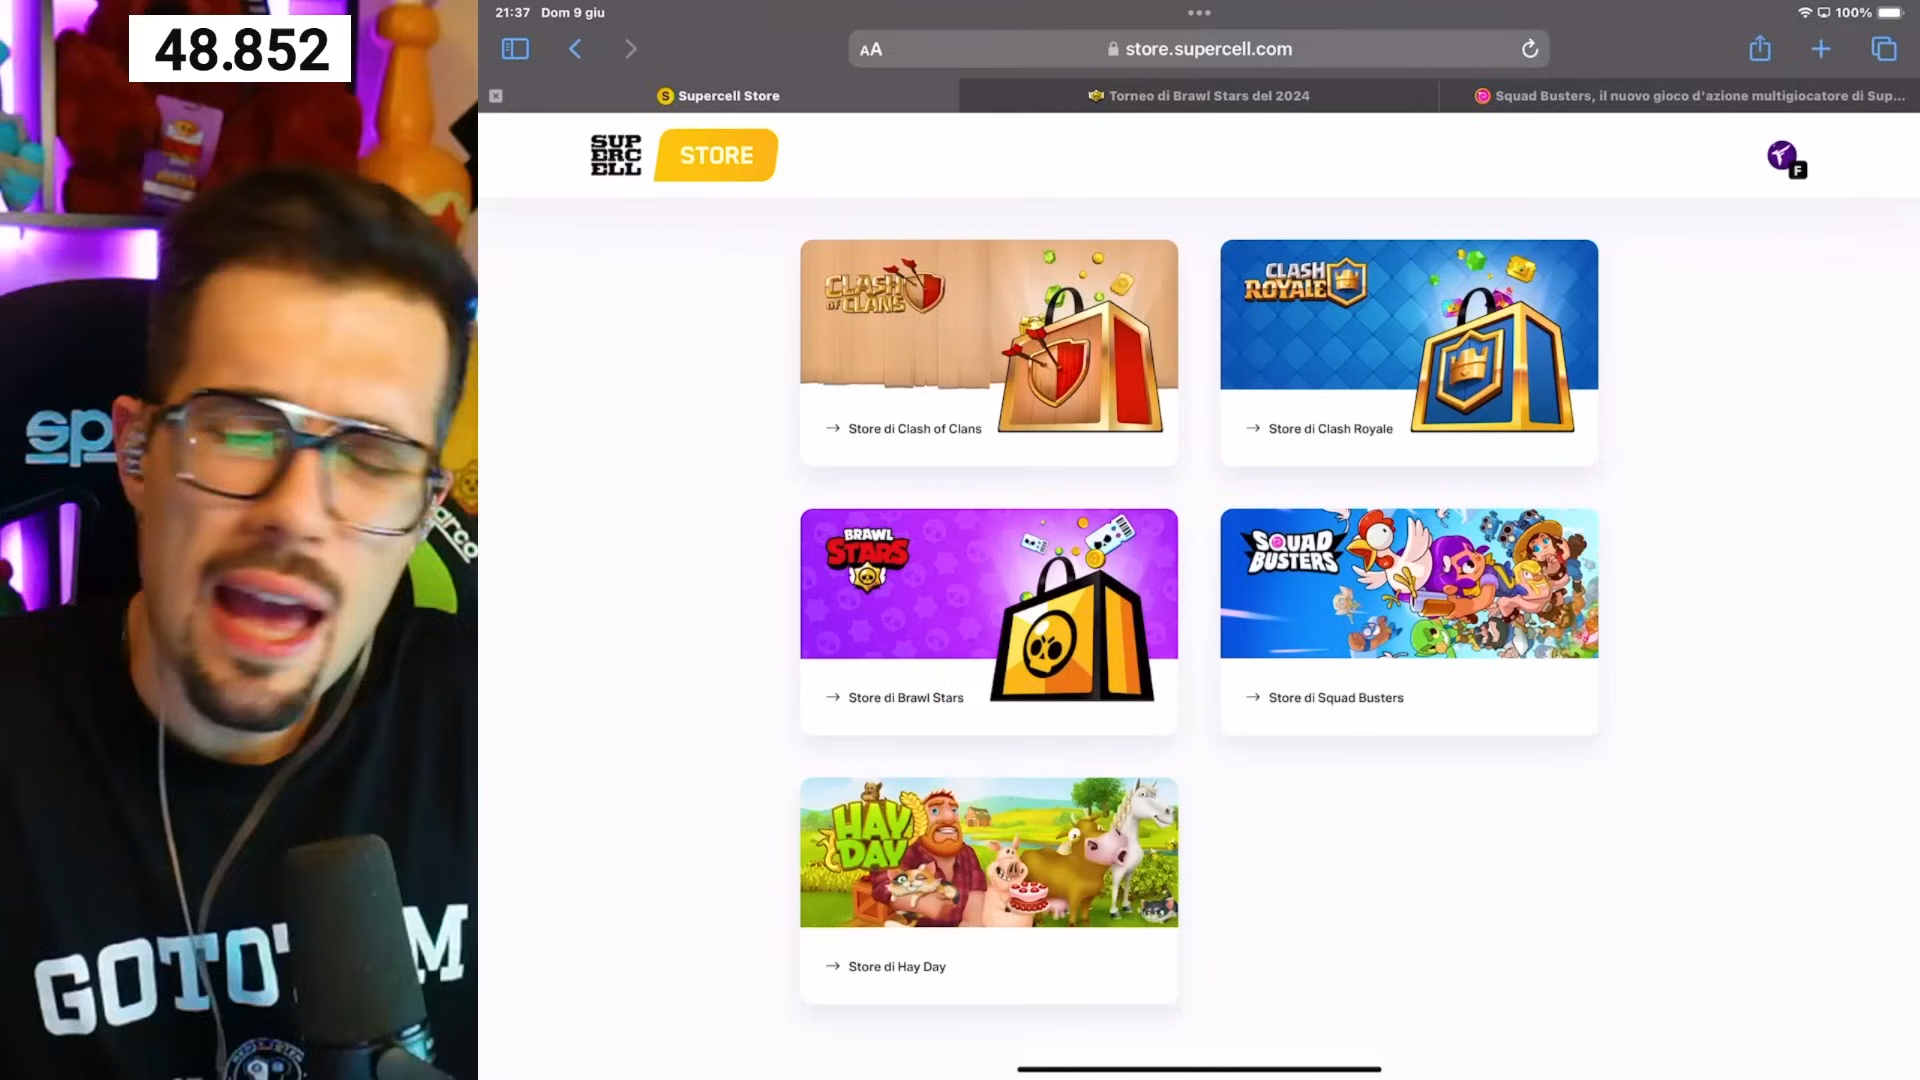 48.852
21:37 Dom 9 giu
100%
AA
store.supercell.com
S Supercell Store
Torneo di Brawl Stars del 2024
Squad Busters, il nuovo gioco d'azione multigiocatore di Sup...
SUP
ERC
ELL
STORE
F
CLASH
OF CLANS
CLASH
ROYALE
Store di Clash of Clans
Store di Clash Royale
BRAWL
STARS
SQUAD
BUSTERS
Store di Brawl Stars
Store di Squad Busters
HAY
DAY
Store di Hay Day
arco